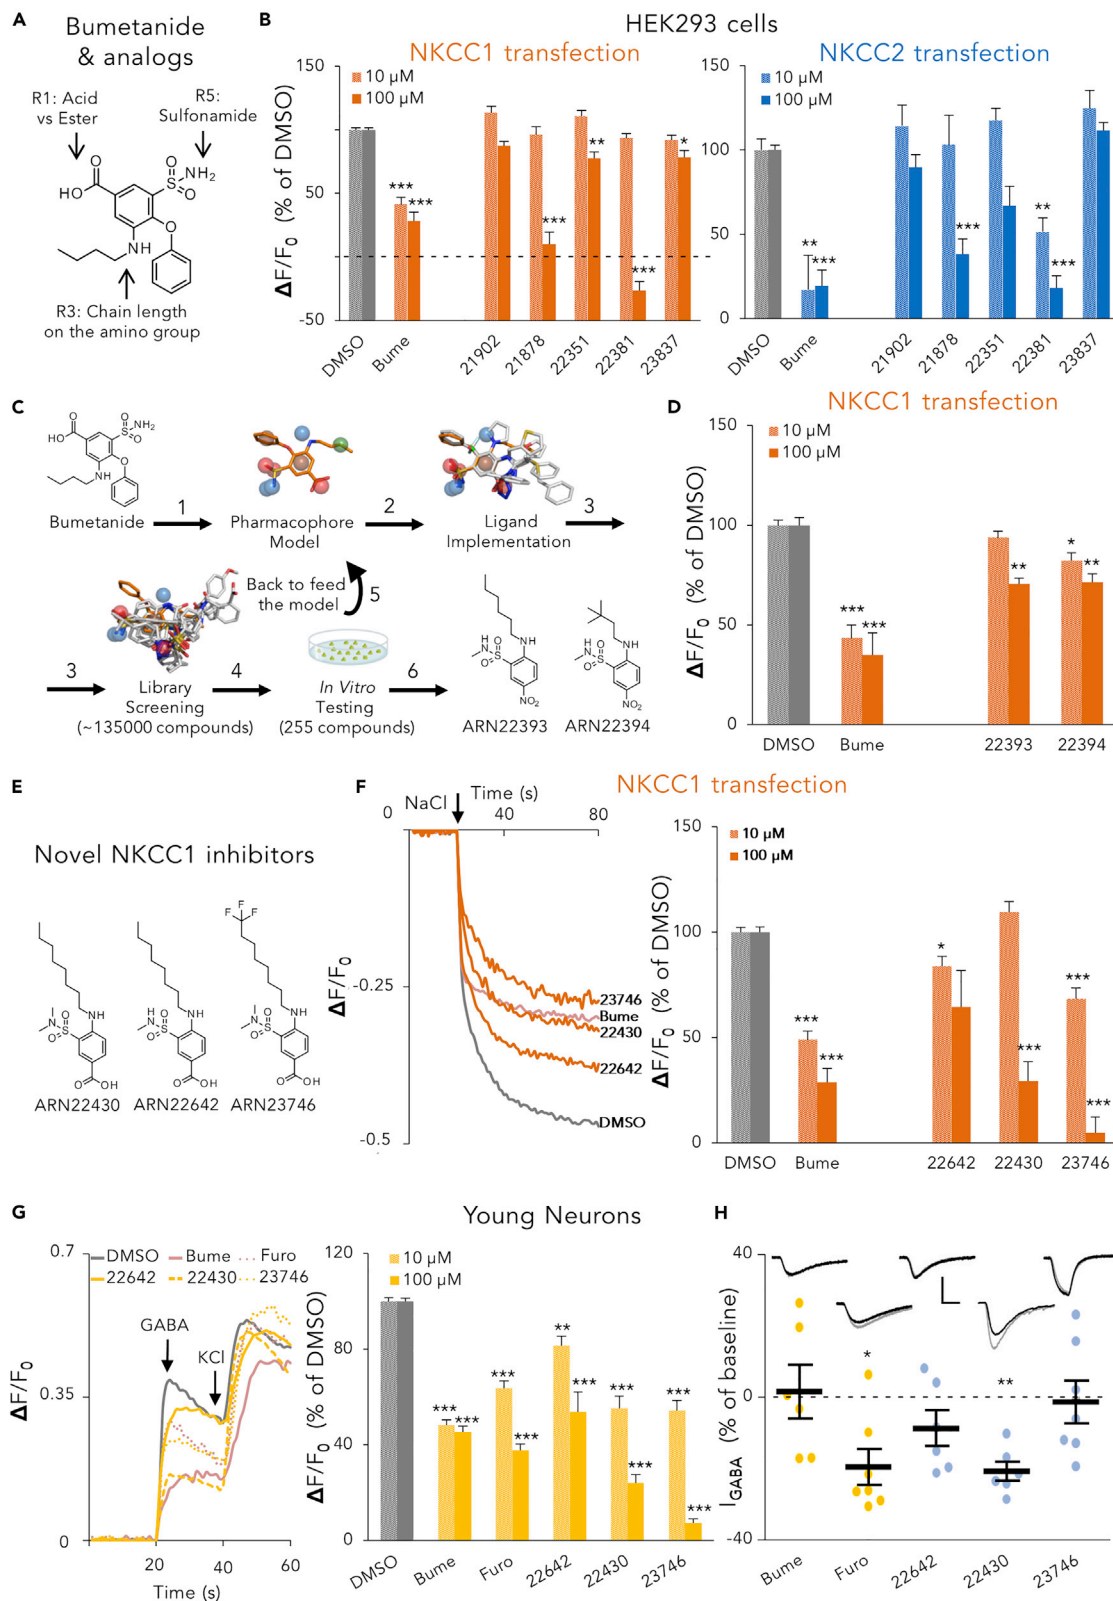 A
Bumetanide
& analogs
R1: Acid
vs Ester
R5:
Sulfonamide
O
HO
O
S
NH2
O
NH
O
R3: Chain length
on the amino group
B
HEK293 cells
NKCC1 transfection
NKCC2 transfection
ΔF/F0 (% of DMSO)
150
100
50
0
-50
10 µM
100 µM
***
***
***
**
***
*
DMSO
Bume
21902
21878
22351
22381
23837
150
100
50
0
10 µM
100 µM
**
***
***
**
***
DMSO
Bume
21902
21878
22351
22381
23837
C
Bumetanide
1
Pharmacophore
Model
2
Ligand
Implementation
3
3
Library
Screening
(~135000 compounds)
4
Back to feed
the model
5
In Vitro
Testing
(255 compounds)
6
ARN22393
ARN22394
D
NKCC1 transfection
ΔF/F0 (% of DMSO)
150
100
50
0
10 µM
100 µM
***
***
**
*
**
DMSO
Bume
22393
22394
E
Novel NKCC1 inhibitors
ARN22430
ARN22642
ARN23746
F
NKCC1 transfection
NaCl
Time (s)
0
40
80
ΔF/F0
-0.25
-0.5
23746
Bume
22430
22642
DMSO
ΔF/F0 (% of DMSO)
150
100
50
0
10 µM
100 µM
***
***
*
***
***
***
DMSO
Bume
22642
22430
23746
G
Young Neurons
ΔF/F0
0.7
0.35
0
DMSO
Bume
Furo
22642
22430
23746
GABA
KCl
20
40
60
Time (s)
ΔF/F0 (% of DMSO)
120
80
40
0
10 µM
100 µM
***
***
***
***
**
***
***
***
***
***
DMSO
Bume
Furo
22642
22430
23746
H
IGABA (% of baseline)
40
0
-40
*
**
Bume
Furo
22642
22430
23746